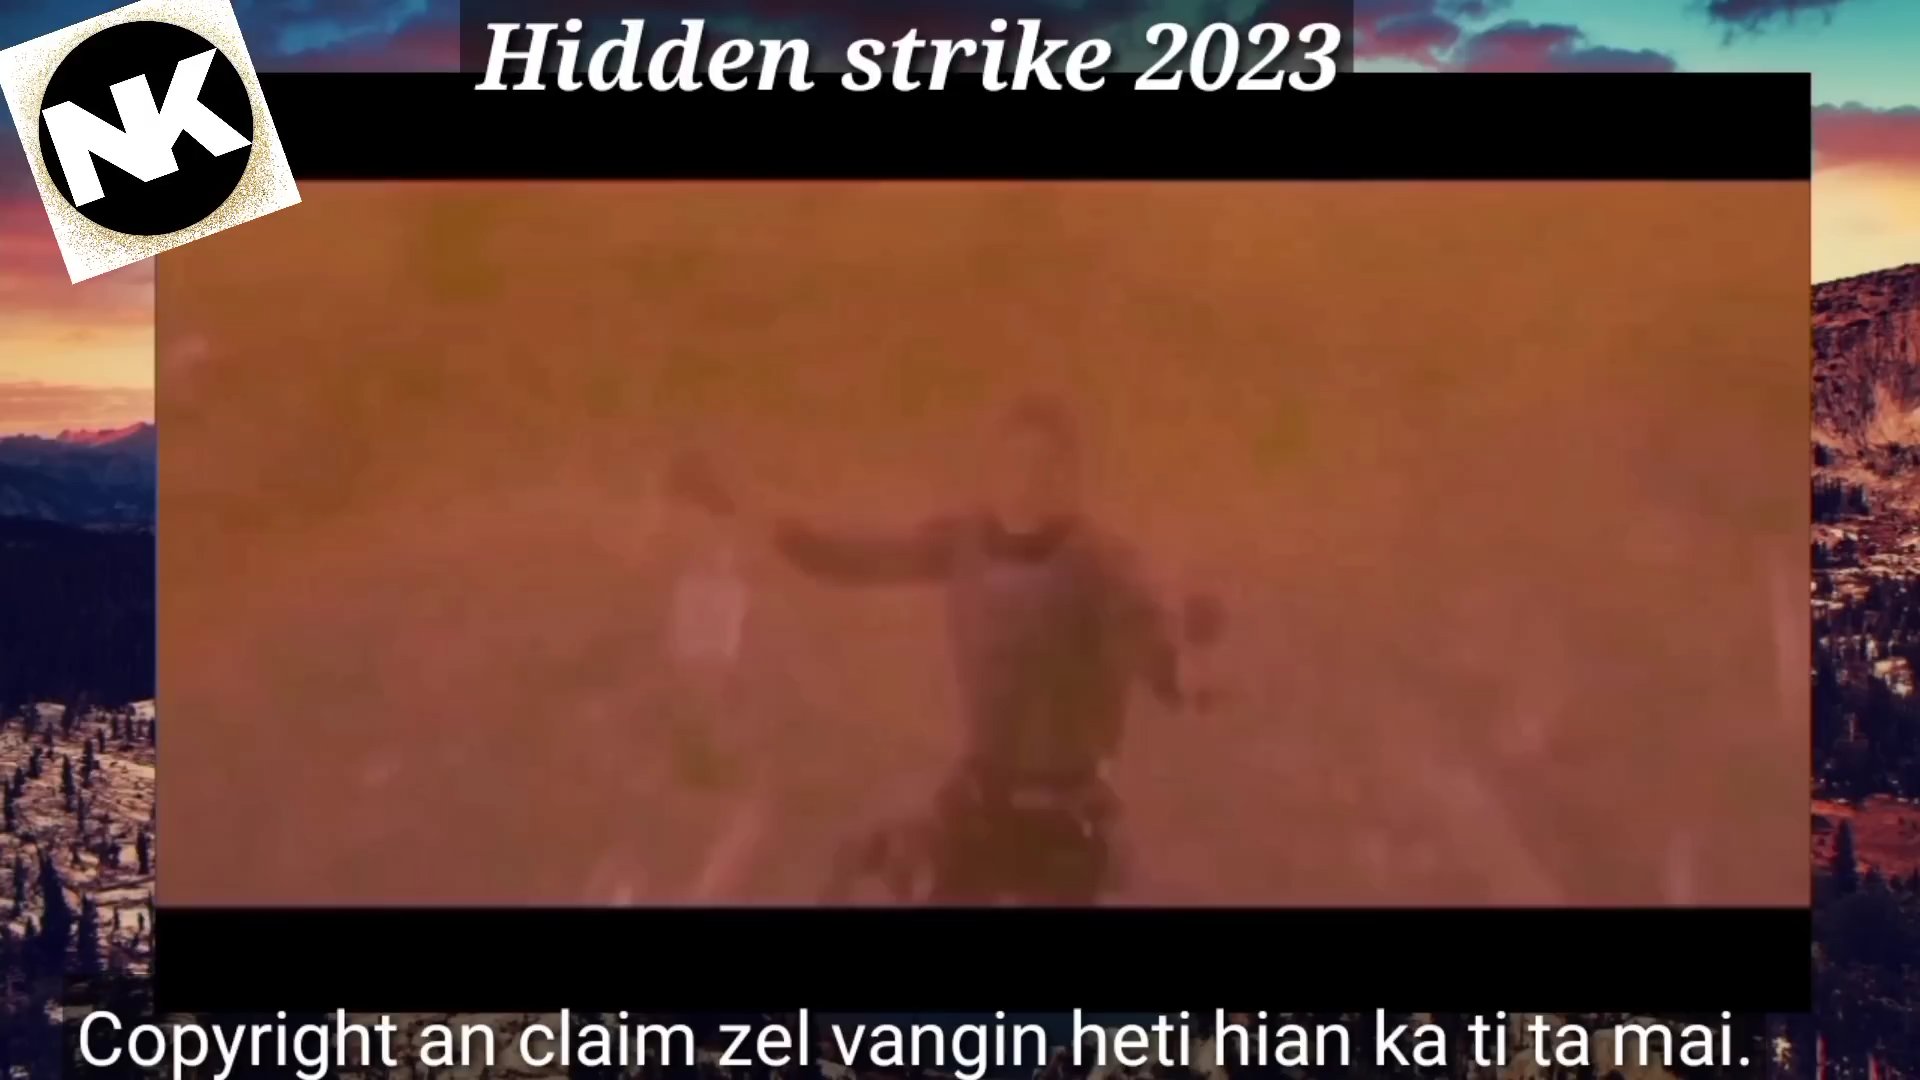 Hidden strike 2023
NK
Copyright an claim zel vangin heti hian ka ti ta mai.